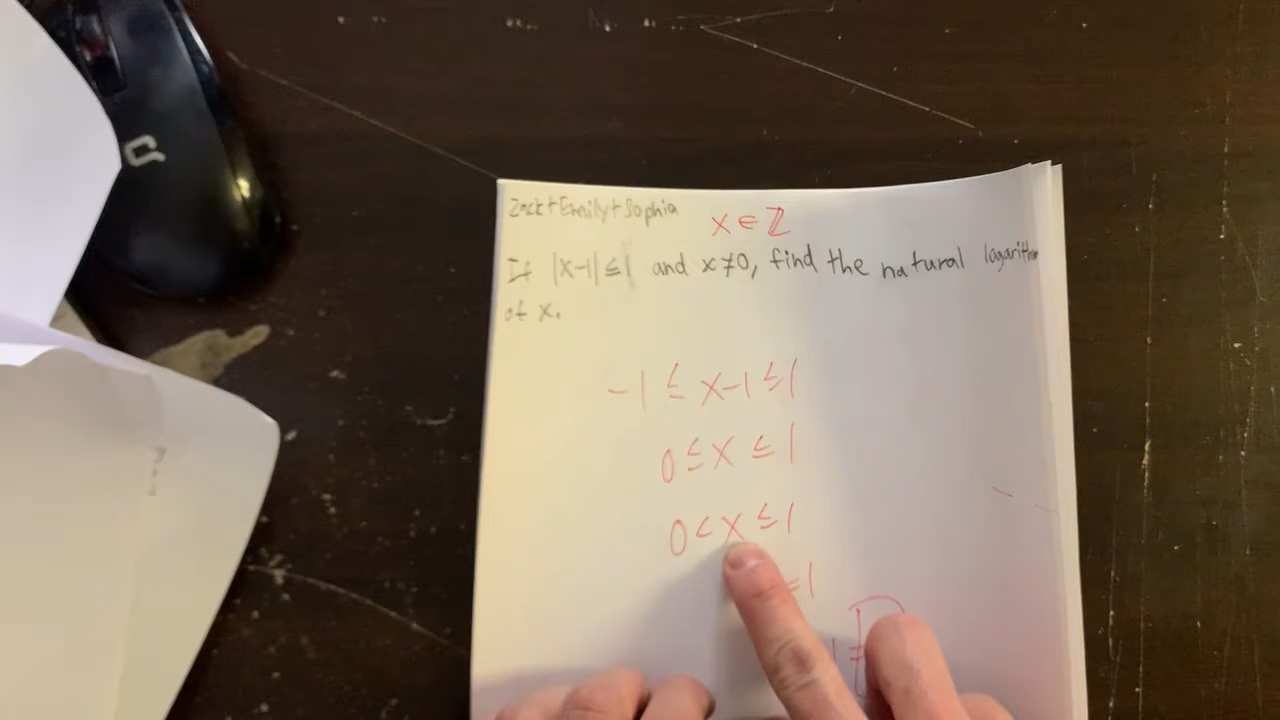 Zack+Emily+Sophia x ∈ ℤ
If |x-1| ≤ 1 and x≠0, find the natural logarithm
of x.
-1 ≤ x-1 ≤ 1
0 ≤ x ≤ 1
0 < x ≤ 1
=1